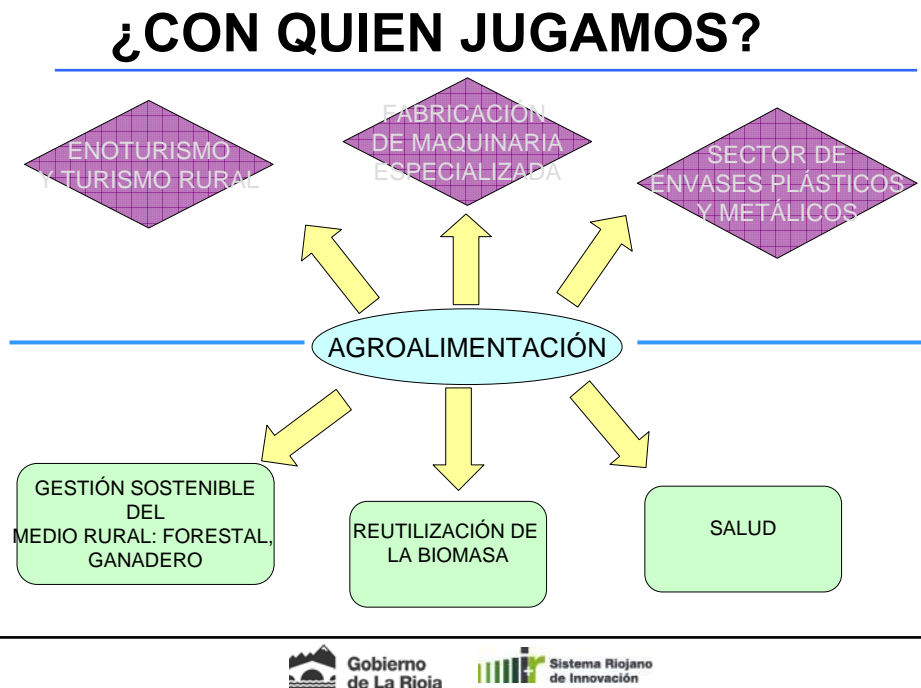 ¿CON QUIEN JUGAMOS?
ENOTURISMO
Y TURISMO RURAL
FABRICACIÓN
DE MAQUINARIA
ESPECIALIZADA
SECTOR DE
ENVASES PLÁSTICOS
Y METÁLICOS
AGROALIMENTACIÓN
GESTIÓN SOSTENIBLE
DEL
MEDIO RURAL: FORESTAL,
GANADERO
REUTILIZACIÓN DE
LA BIOMASA
SALUD
Gobierno
de La Rioja
Sistema Riojano
de Innovación